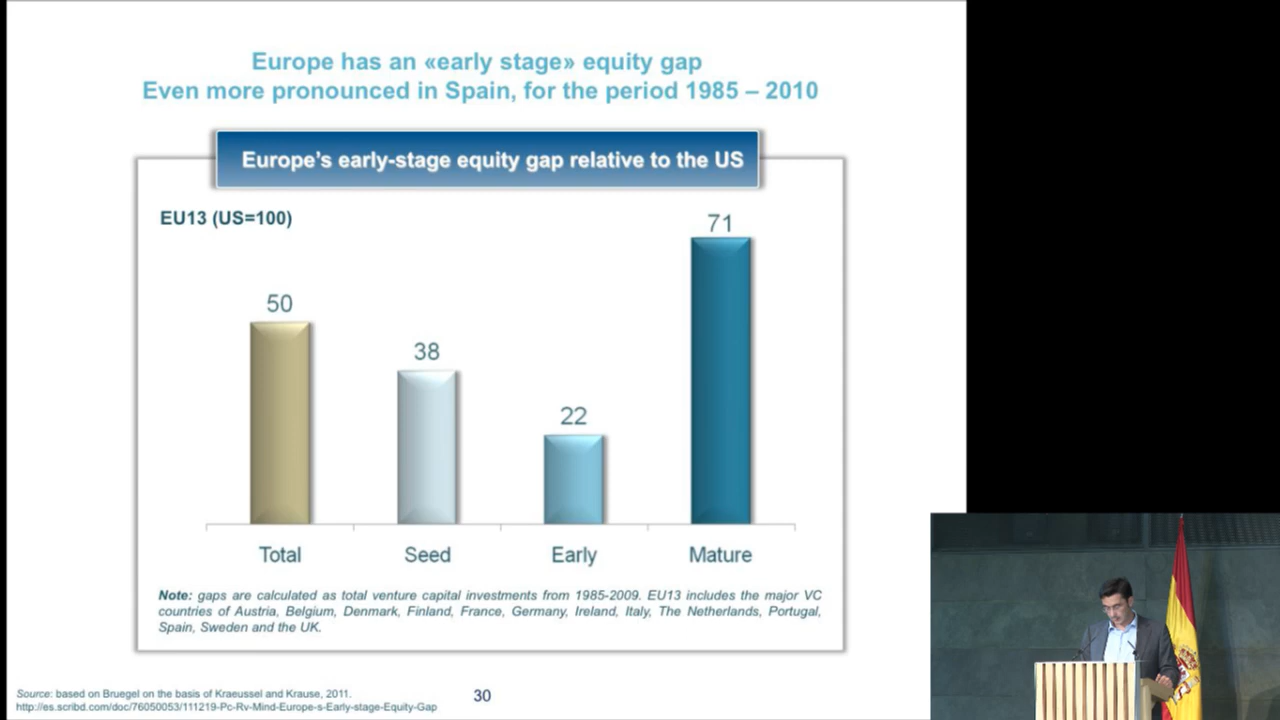 Europe has an «early stage» equity gap
Even more pronounced in Spain, for the period 1985 – 2010
Europe’s early-stage equity gap relative to the US
EU13 (US=100)
50
38
22
71
Total
Seed
Early
Mature
Note: gaps are calculated as total venture capital investments from 1985-2009. EU13 includes the major VC
countries of Austria, Belgium, Denmark, Finland, France, Germany, Ireland, Italy, The Netherlands, Portugal,
Spain, Sweden and the UK.
Source: based on Bruegel on the basis of Kraeussel and Krause, 2011.
http://es.scribd.com/doc/76050053/111219-Pc-Rv-Mind-Europe-s-Early-stage-Equity-Gap
30